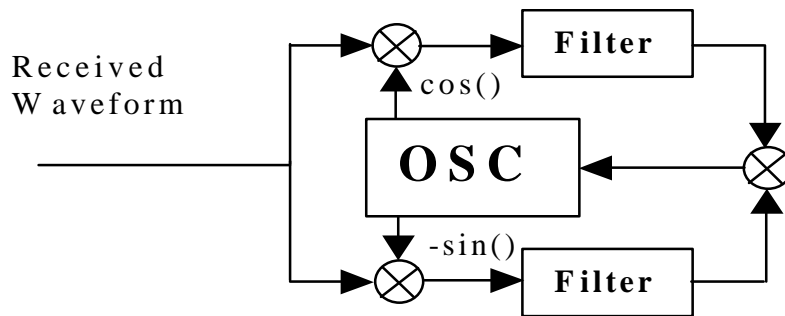 Received
Waveform
Filter
cos()
OSC
-sin()
Filter